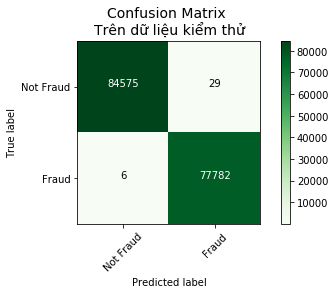 Confusion Matrix
Trên dữ liệu kiểm thử
True label
Not Fraud
Fraud
84575
29
6
77782
Not Fraud
Fraud
Predicted label
80000
70000
60000
50000
40000
30000
20000
10000